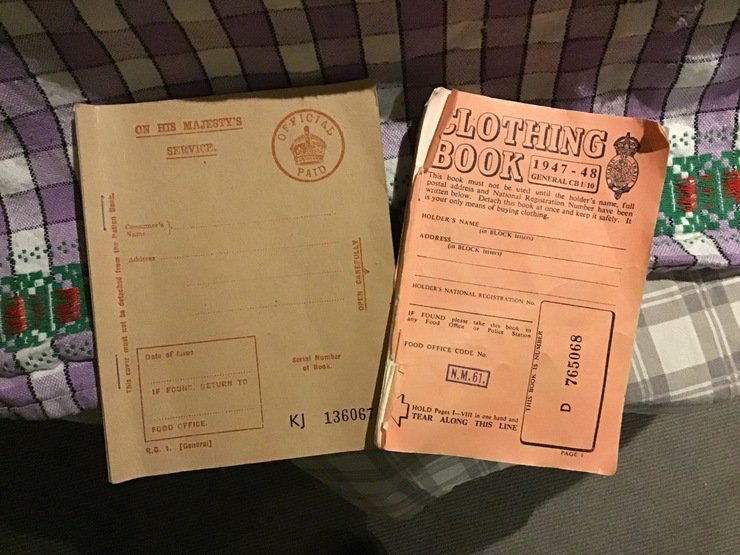 ON HIS MAJESTY'S
SERVICE.
OFFICIAL
PAID
Consumer's
Name
Address
This cover must not be detached from the Ration Book.
OPEN CAREFULLY
Date of Issue
IF FOUND, RETURN TO
FOOD OFFICE.
Serial Number
of Book.
KJ 136067
R.B. 1. [General]
CLOTHING
BOOK
1947-48
GENERAL CB 1/10
This book must not be used until the holder's name, full
postal address and National Registration Number have been
written below. Detach this book at once and keep it safely. It
is your only means of buying clothing.
HOLDER'S NAME
(in BLOCK letters)
ADDRESS
(in BLOCK letters)
HOLDER'S NATIONAL REGISTRATION No.
IF FOUND please take this book to
any Food Office or Police Station
FOOD OFFICE CODE No.
N.M. 61.
THIS BOOK IS NUMBER
D 765068
HOLD Pages I—VIII in one hand and
TEAR ALONG THIS LINE
PAGE I